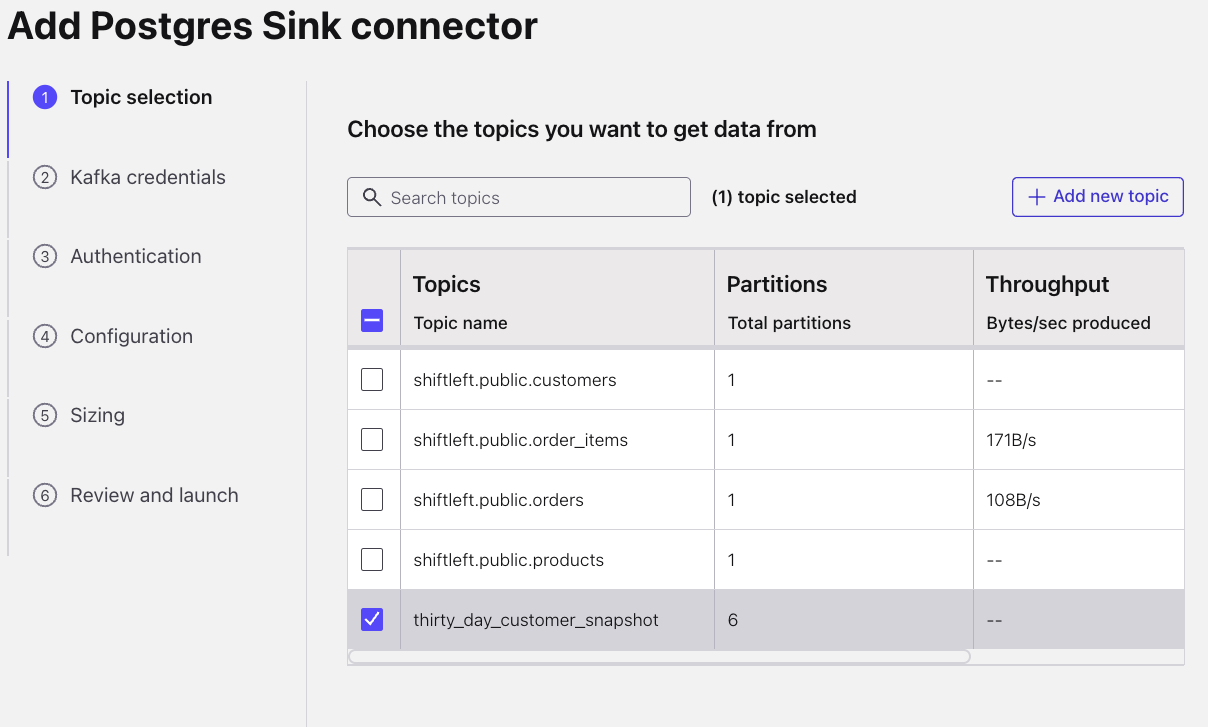 Add Postgres Sink connector
1 Topic selection
2 Kafka credentials
3 Authentication
4 Configuration
5 Sizing
6 Review and launch
Choose the topics you want to get data from
Search topics (1) topic selected + Add new topic
Topics Partitions Throughput
Topic name Total partitions Bytes/sec produced
shiftleft.public.customers 1 --
shiftleft.public.order_items 1 171B/s
shiftleft.public.orders 1 108B/s
shiftleft.public.products 1 --
thirty_day_customer_snapshot 6 --